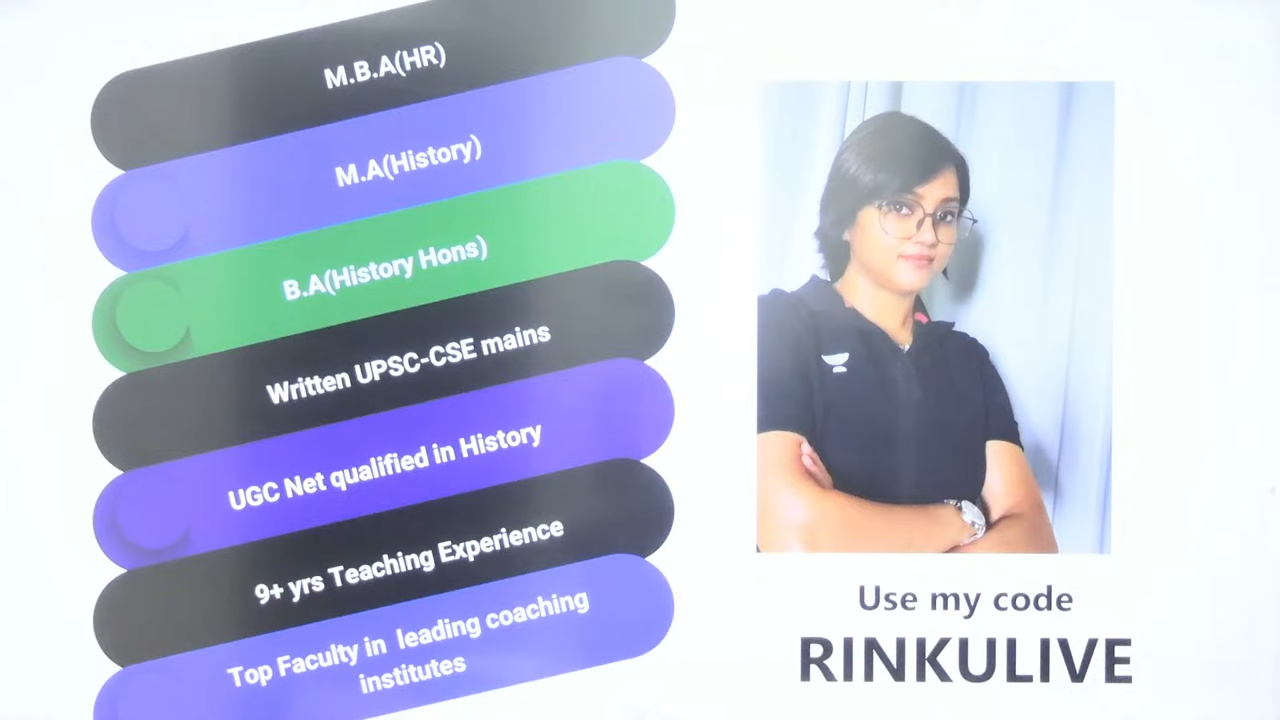 M.B.A(HR)
M.A(History)
B.A(History Hons)
Written UPSC-CSE mains
UGC Net qualified in History
9+ yrs Teaching Experience
Top Faculty in leading coaching
institutes
Use my code
RINKULIVE